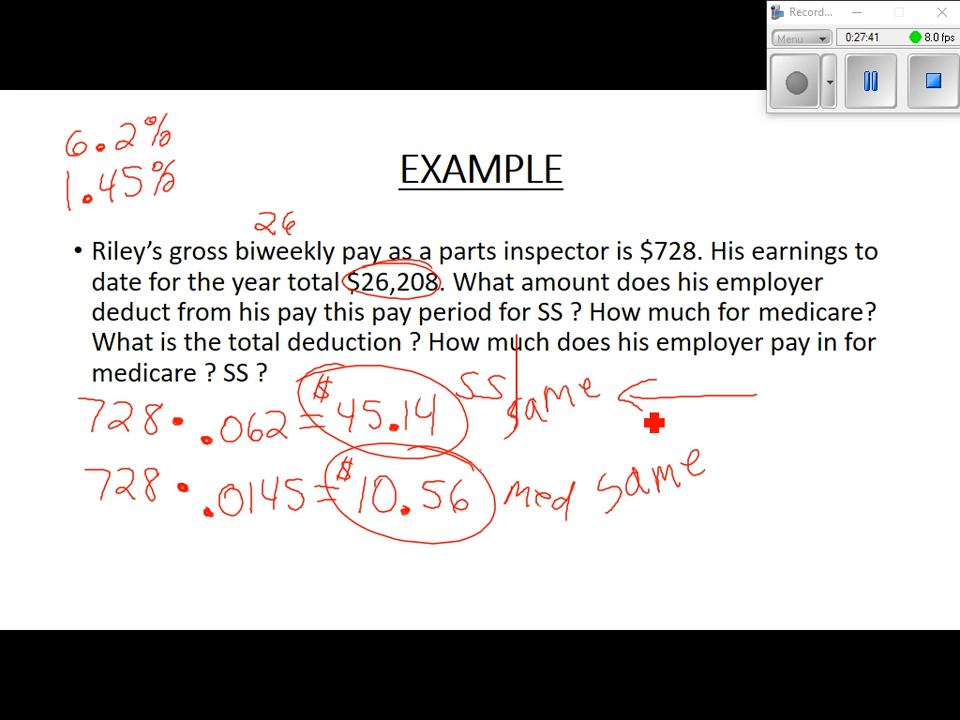 Record...
Menu
0:27:41
8.0 fps
6.2%
1.45%
EXAMPLE
26
• Riley's gross biweekly pay as a parts inspector is $728. His earnings to
date for the year total $26,208. What amount does his employer
deduct from his pay this pay period for SS ? How much for medicare?
What is the total deduction ? How much does his employer pay in for
medicare ? SS ?
728 • .062 = $45.14 SS same
728 • .0145 = $10.56 med same